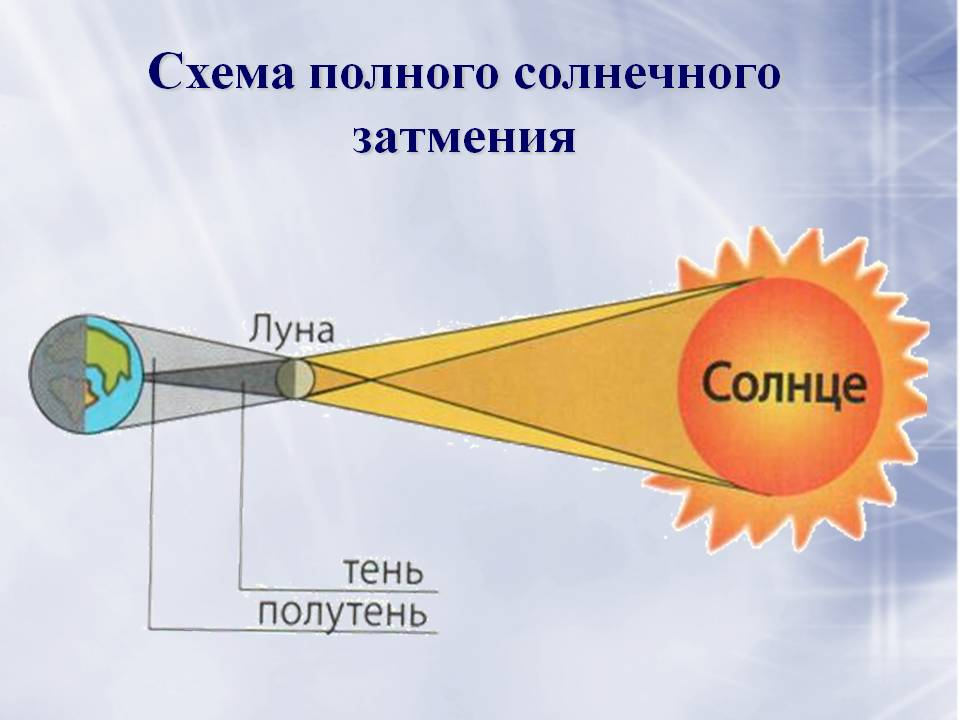 Схема полного солнечного
затмения
Луна
Солнце
тень
полутень